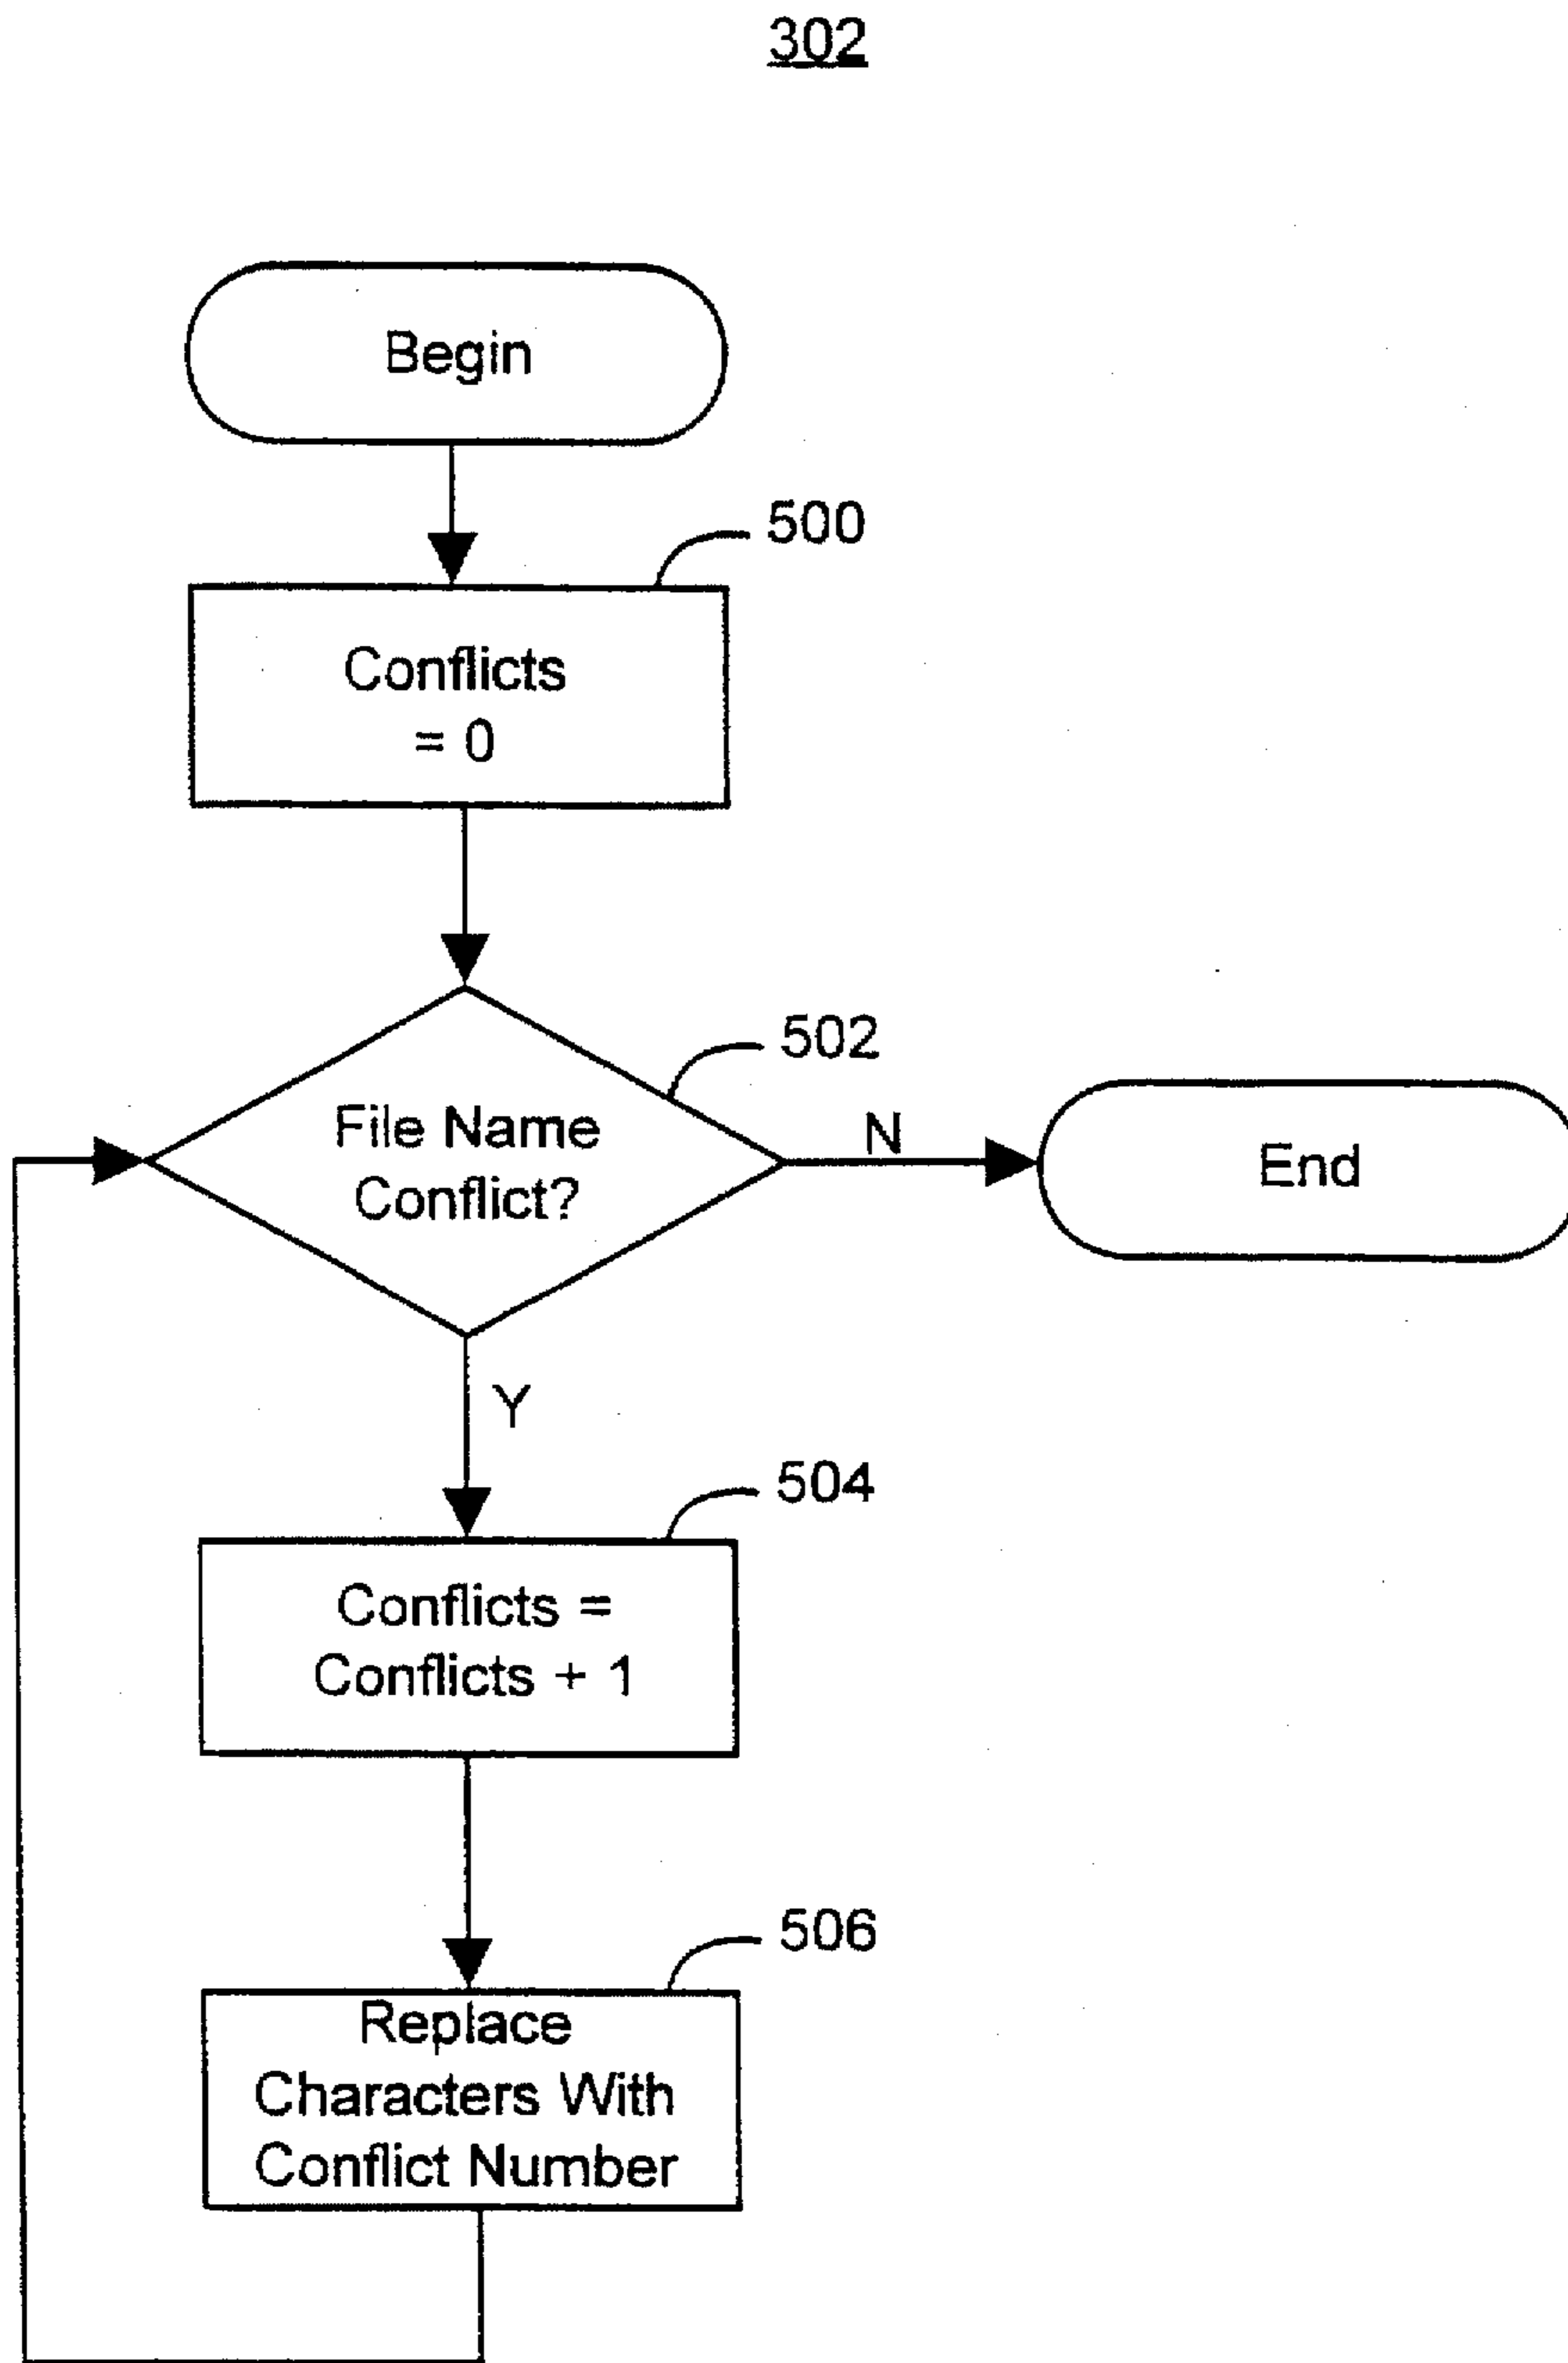 302
Begin
500
Conflicts
= 0
502
File Name
Conflict?
N
End
Y
504
Conflicts =
Conflicts + 1
506
Replace
Characters With
Conflict Number